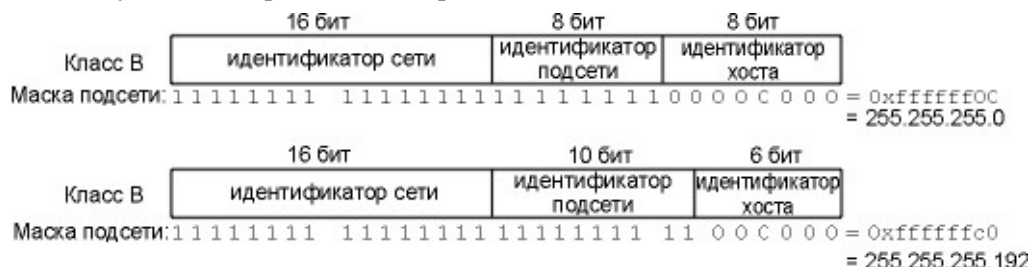 16 бит 8 бит 8 бит
Класс B идентификатор сети идентификатор подсети идентификатор хоста
Маска подсети: 1 1 1 1 1 1 1 1 1 1 1 1 1 1 1 1 1 1 1 1 1 1 1 1 0 0 0 0 C 0 0 0 = 0xffffff0C
= 255.255.255.0
16 бит 10 бит 6 бит
Класс B идентификатор сети идентификатор подсети идентификатор хоста
Маска подсети: 1 1 1 1 1 1 1 1 1 1 1 1 1 1 1 1 1 1 1 1 1 1 1 1 1 1 0 0 C 0 0 0 = 0xffffffc0
= 255.255.255.192